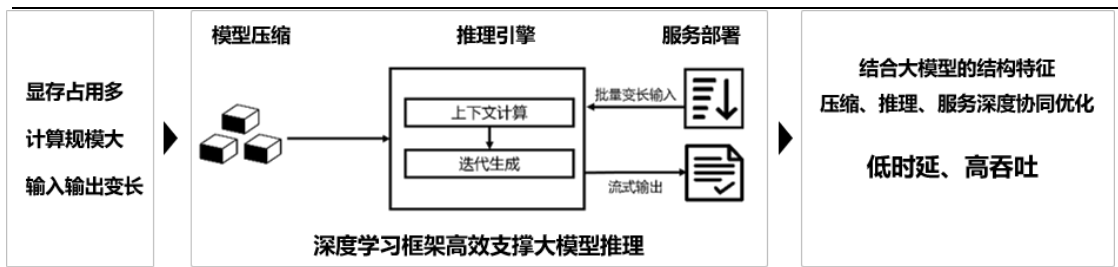 显存占用多
计算规模大
输入输出变长
模型压缩
推理引擎
服务部署
上下文计算
迭代生成
批量变长输入
流式输出
深度学习框架高效支撑大模型推理
结合大模型的结构特征
压缩、推理、服务深度协同优化
低时延、高吞吐